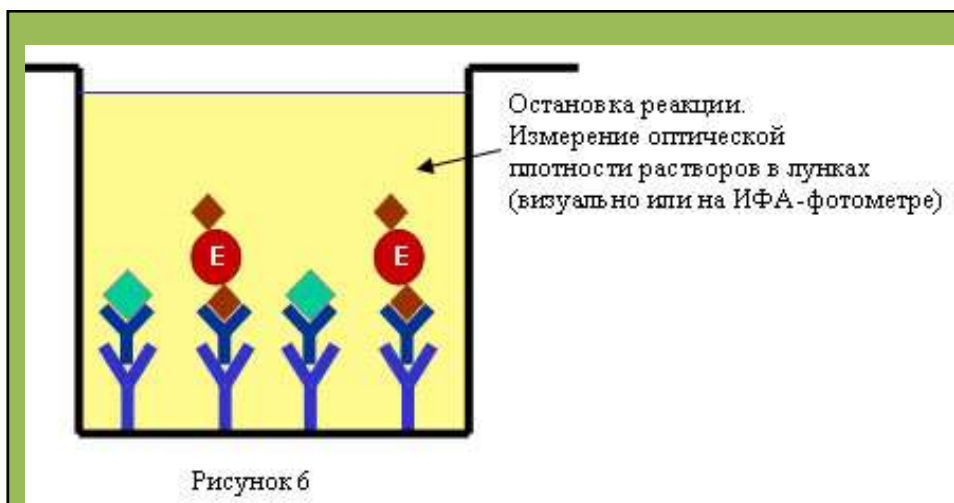 Остановка реакции.
Измерение оптической
плотности растворов в лунках
(визуально или на ИФА-фотометре)
E
E
Рисунок 6